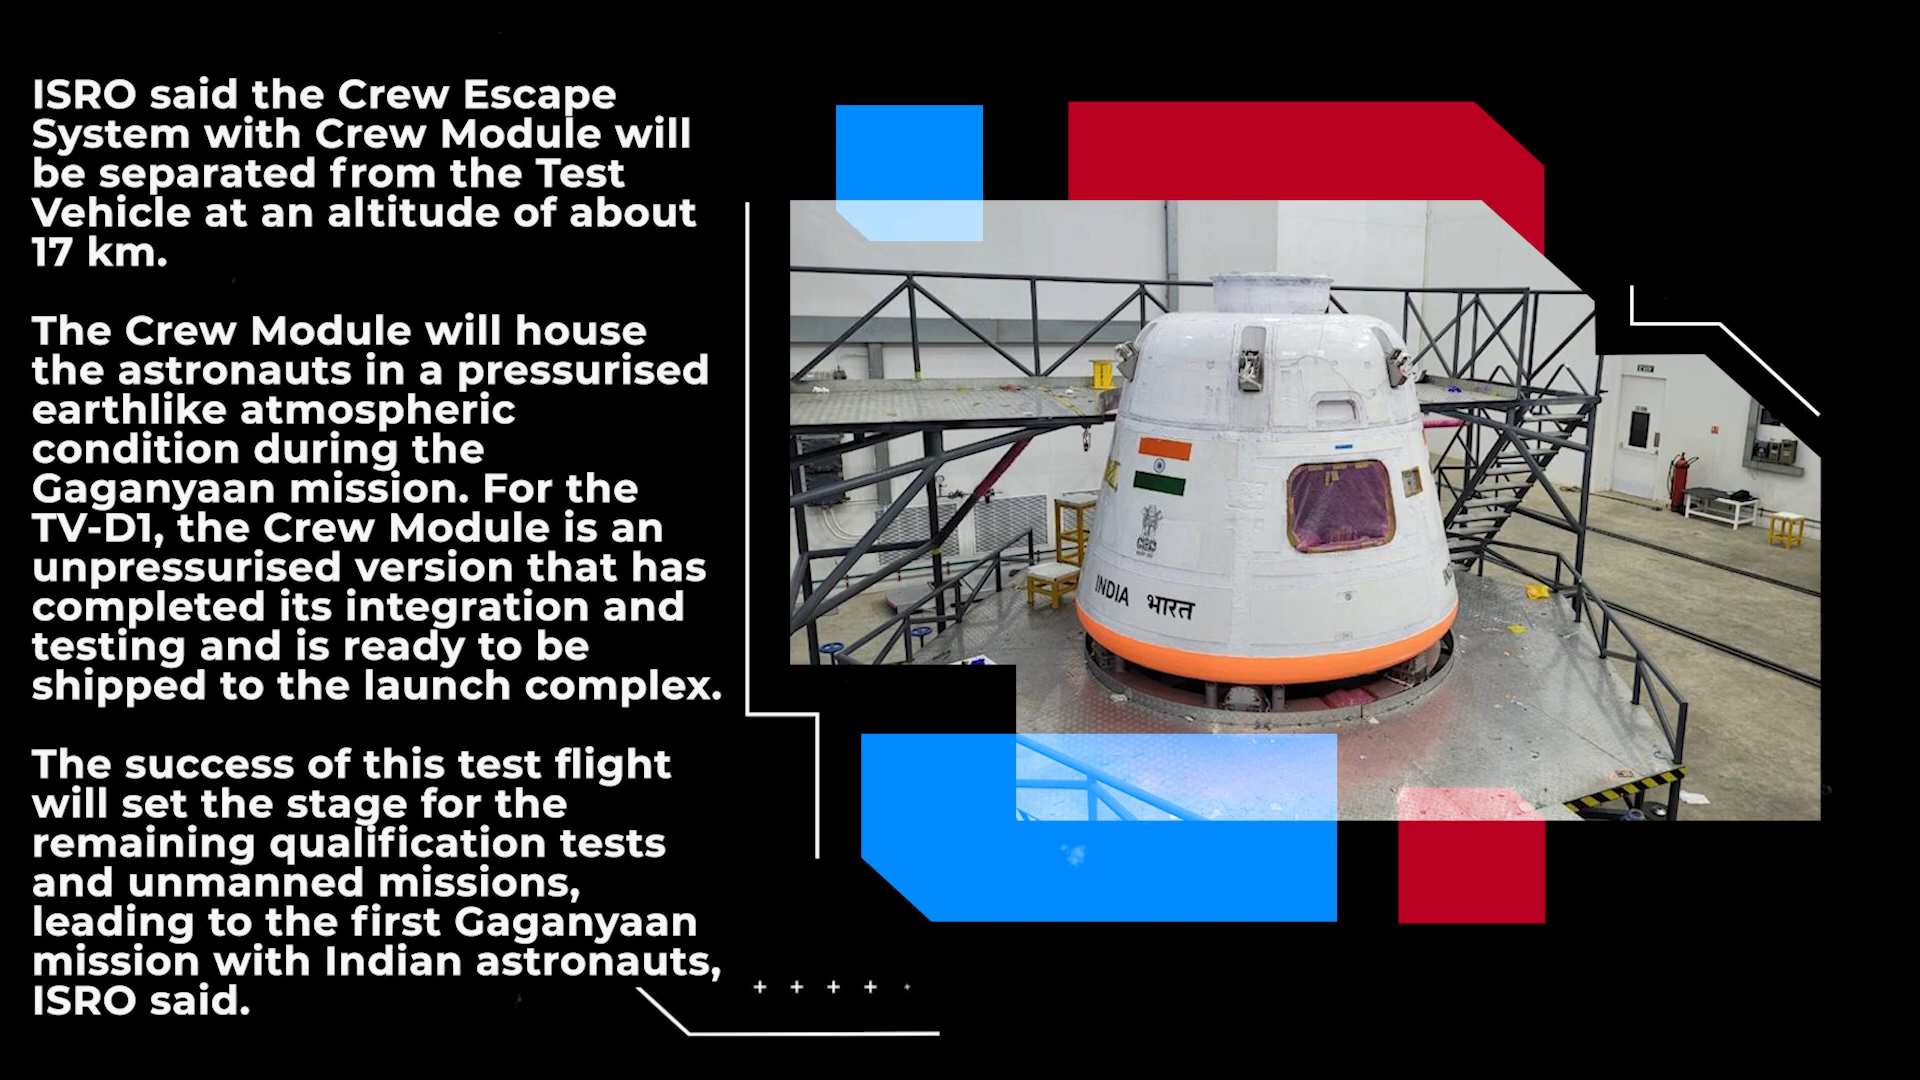 ISRO said the Crew Escape
System with Crew Module will
be separated from the Test
Vehicle at an altitude of about
17 km.
The Crew Module will house
the astronauts in a pressurised
earthlike atmospheric
condition during the
Gaganyaan mission. For the
TV-D1, the Crew Module is an
unpressurised version that has
completed its integration and
testing and is ready to be
shipped to the launch complex.
The success of this test flight
will set the stage for the
remaining qualification tests
and unmanned missions,
leading to the first Gaganyaan
mission with Indian astronauts,
ISRO said.
INDIA भारत